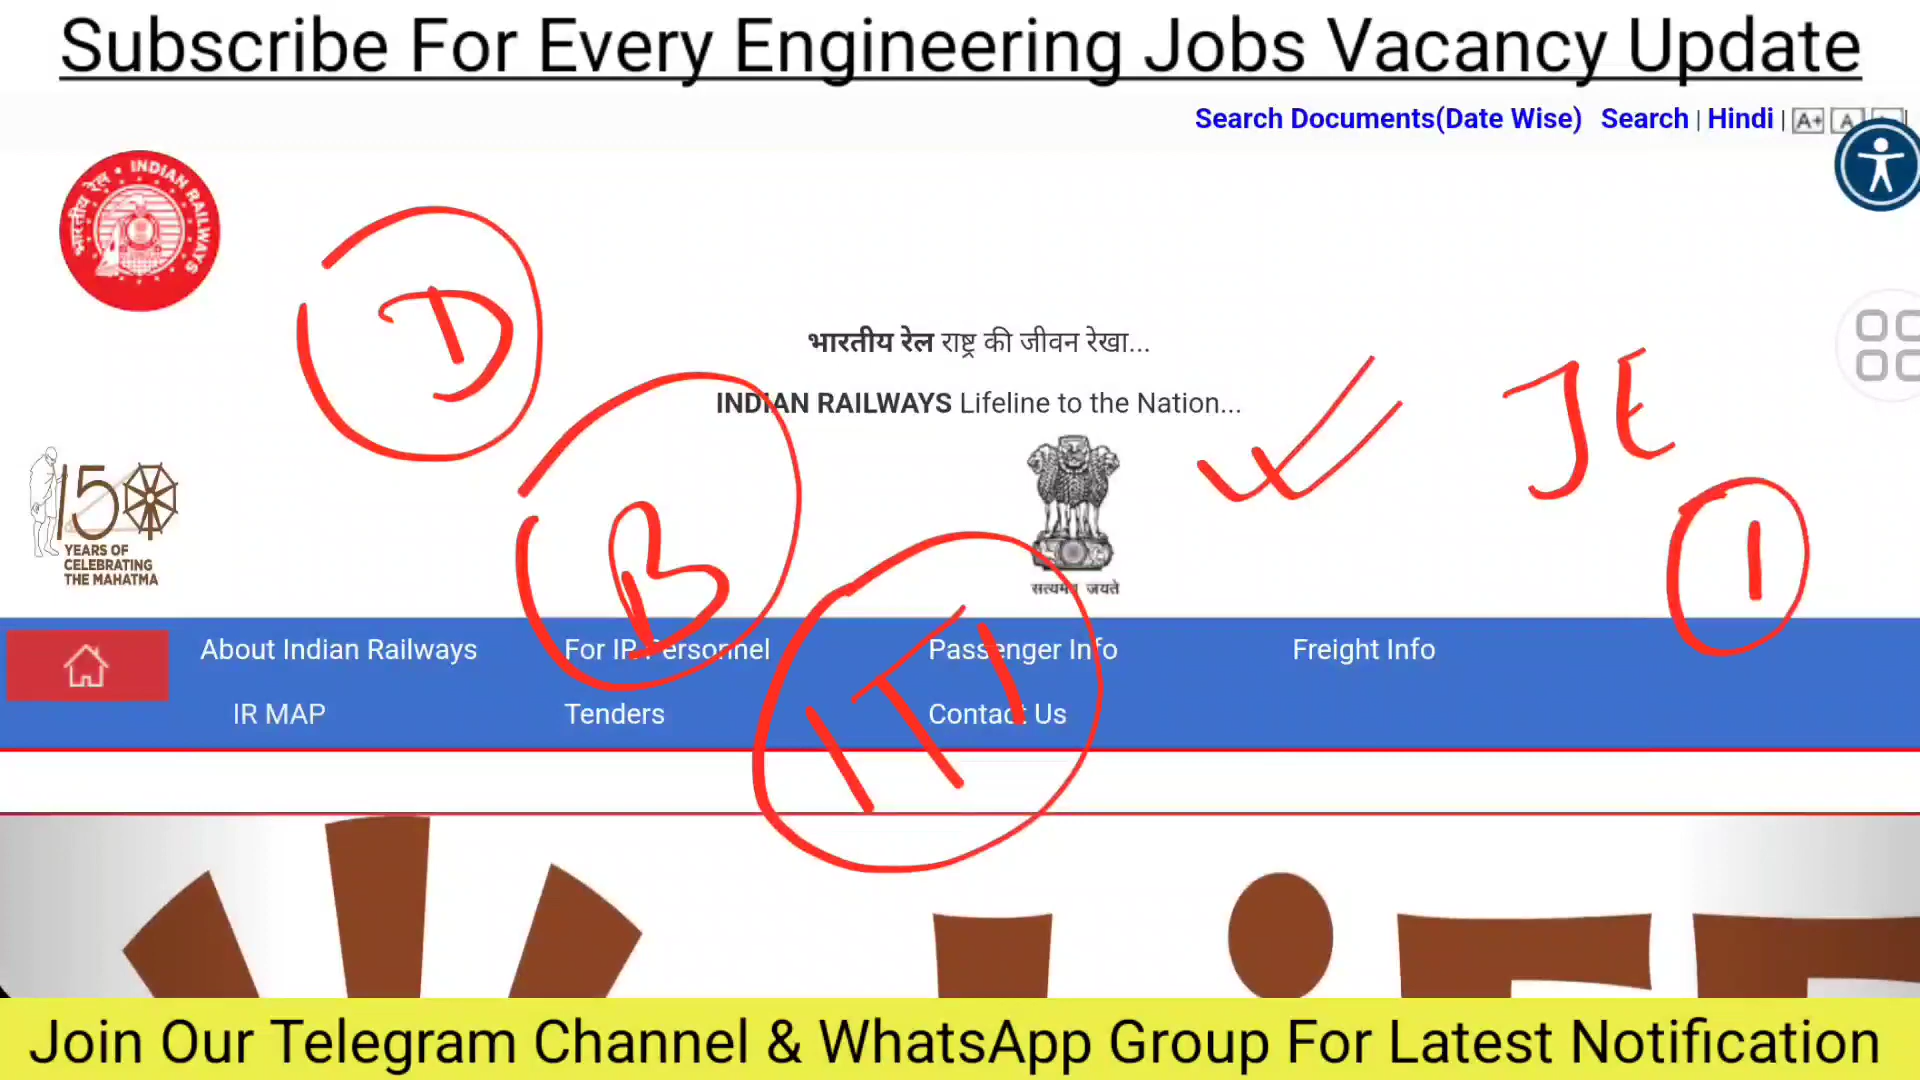 Subscribe For Every Engineering Jobs Vacancy Update
Search Documents(Date Wise) Search | Hindi | A+ A
भारतीय रेल • INDIAN RAILWAYS
D
भारतीय रेल राष्ट्र की जीवन रेखा...
INDIAN RAILWAYS Lifeline to the Nation...
JE
150
YEARS OF
CELEBRATING
THE MAHATMA
B
1
सत्यमेव जयते
About Indian Railways For IR Personnel Passenger Info Freight Info
ITI
IR MAP Tenders Contact Us
Join Our Telegram Channel & WhatsApp Group For Latest Notification